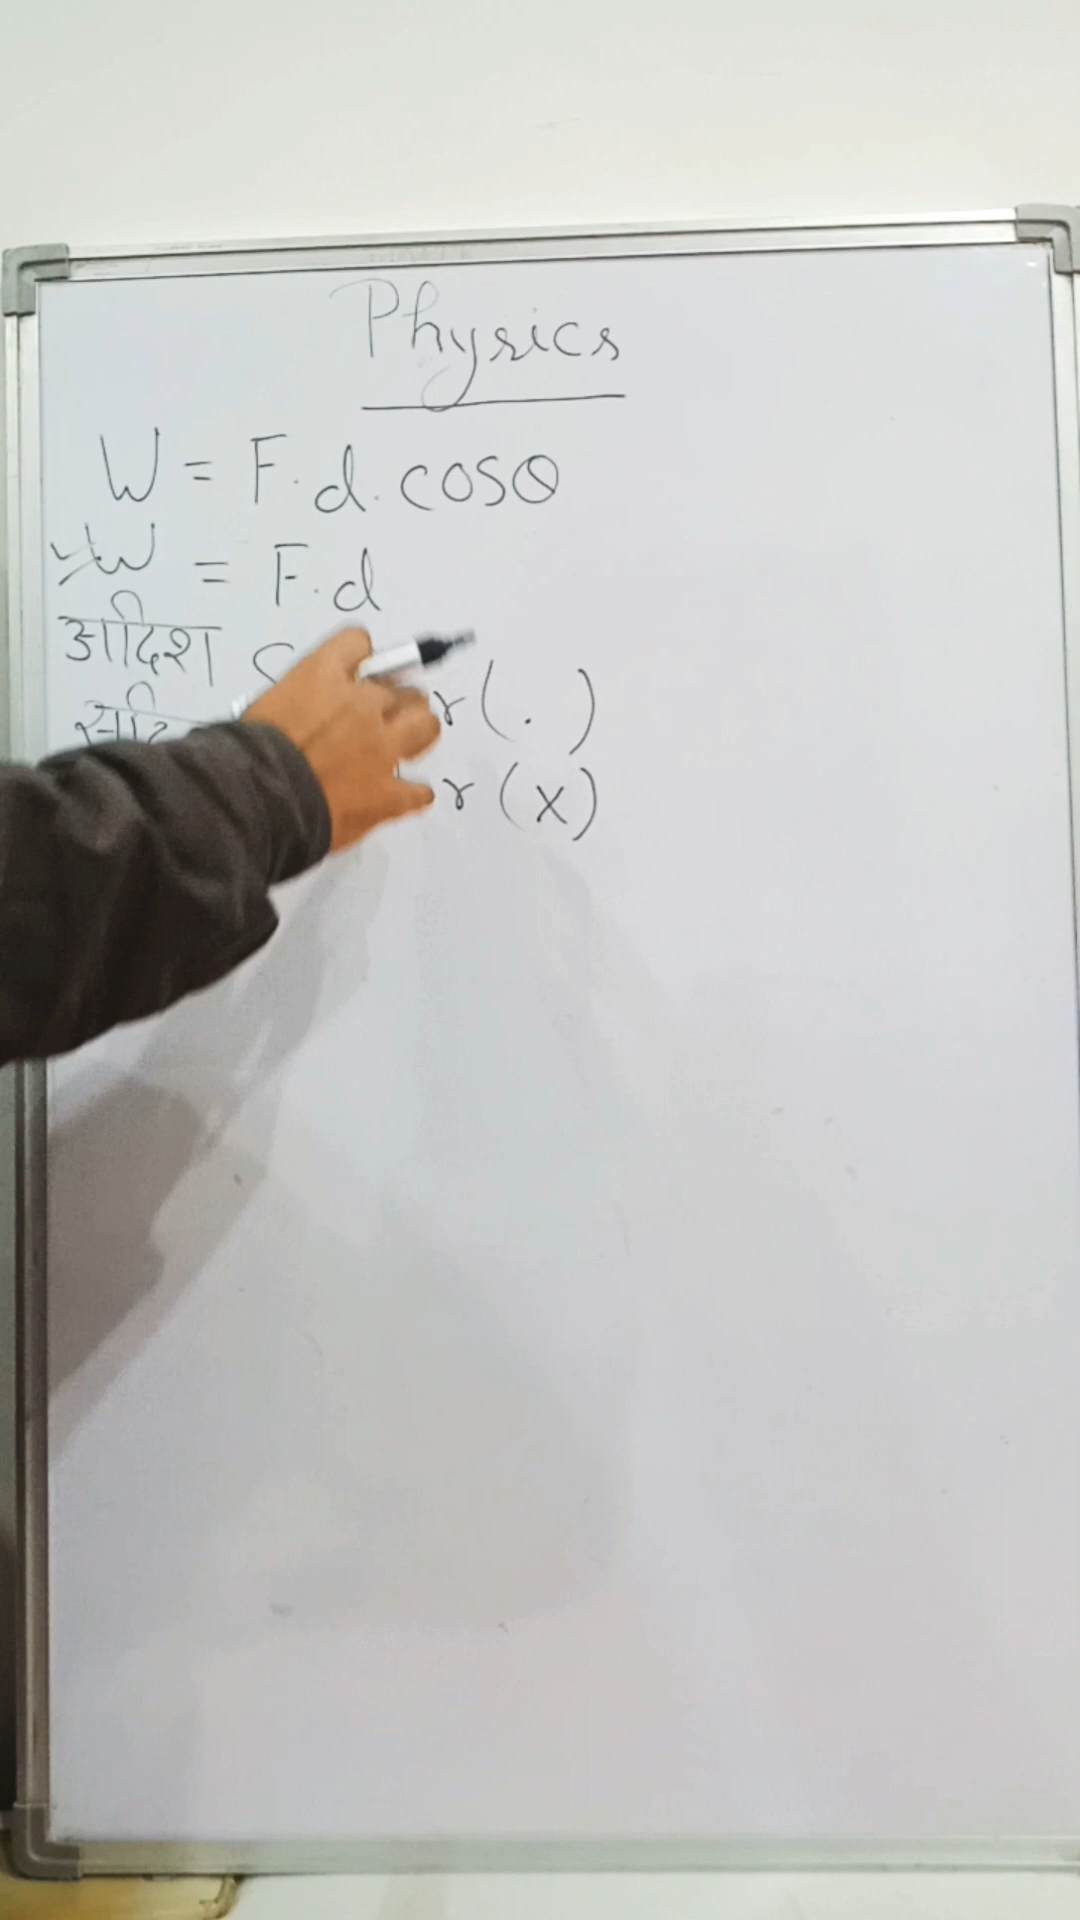 Physics
W = F.d.cosθ
W = F.d
आदिश
(.)
(x)